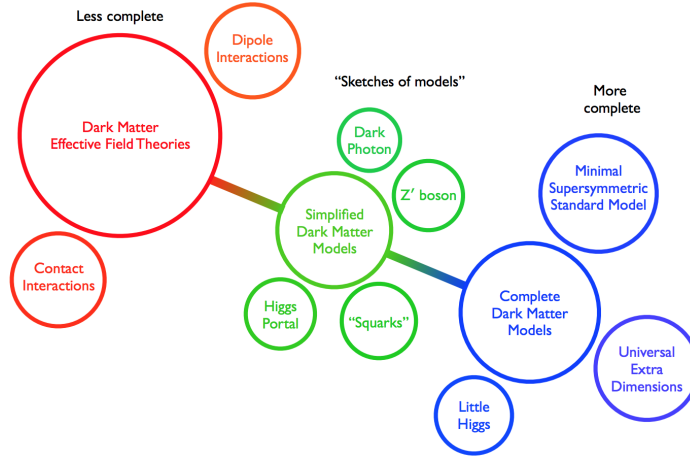 Less complete
Dipole
Interactions
Dark Matter
Effective Field Theories
Contact
Interactions
“Sketches of models”
Dark
Photon
Z′ boson
Simplified
Dark Matter
Models
Higgs
Portal
“Squarks”
More
complete
Minimal
Supersymmetric
Standard Model
Complete
Dark Matter
Models
Universal
Extra
Dimensions
Little
Higgs